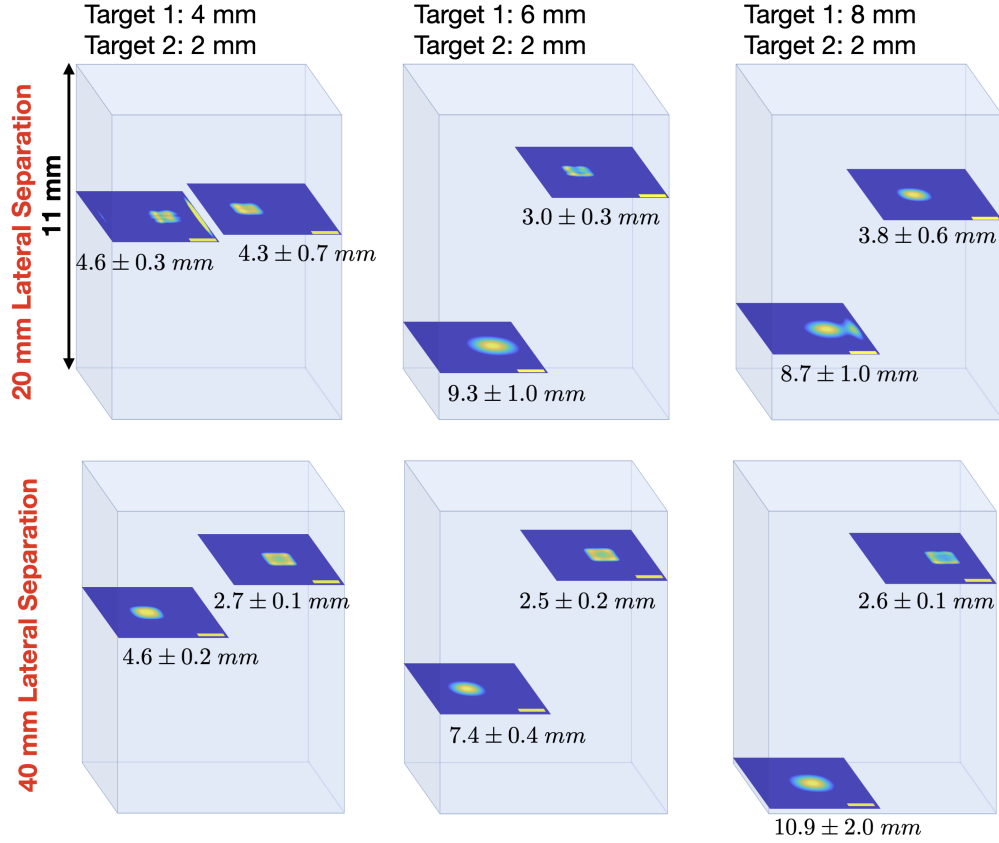 Target 1: 4 mm
Target 2: 2 mm
Target 1: 6 mm
Target 2: 2 mm
Target 1: 8 mm
Target 2: 2 mm
20 mm Lateral Separation
11 mm
4.6 ± 0.3 mm
4.3 ± 0.7 mm
3.0 ± 0.3 mm
9.3 ± 1.0 mm
3.8 ± 0.6 mm
8.7 ± 1.0 mm
40 mm Lateral Separation
2.7 ± 0.1 mm
4.6 ± 0.2 mm
2.5 ± 0.2 mm
7.4 ± 0.4 mm
2.6 ± 0.1 mm
10.9 ± 2.0 mm